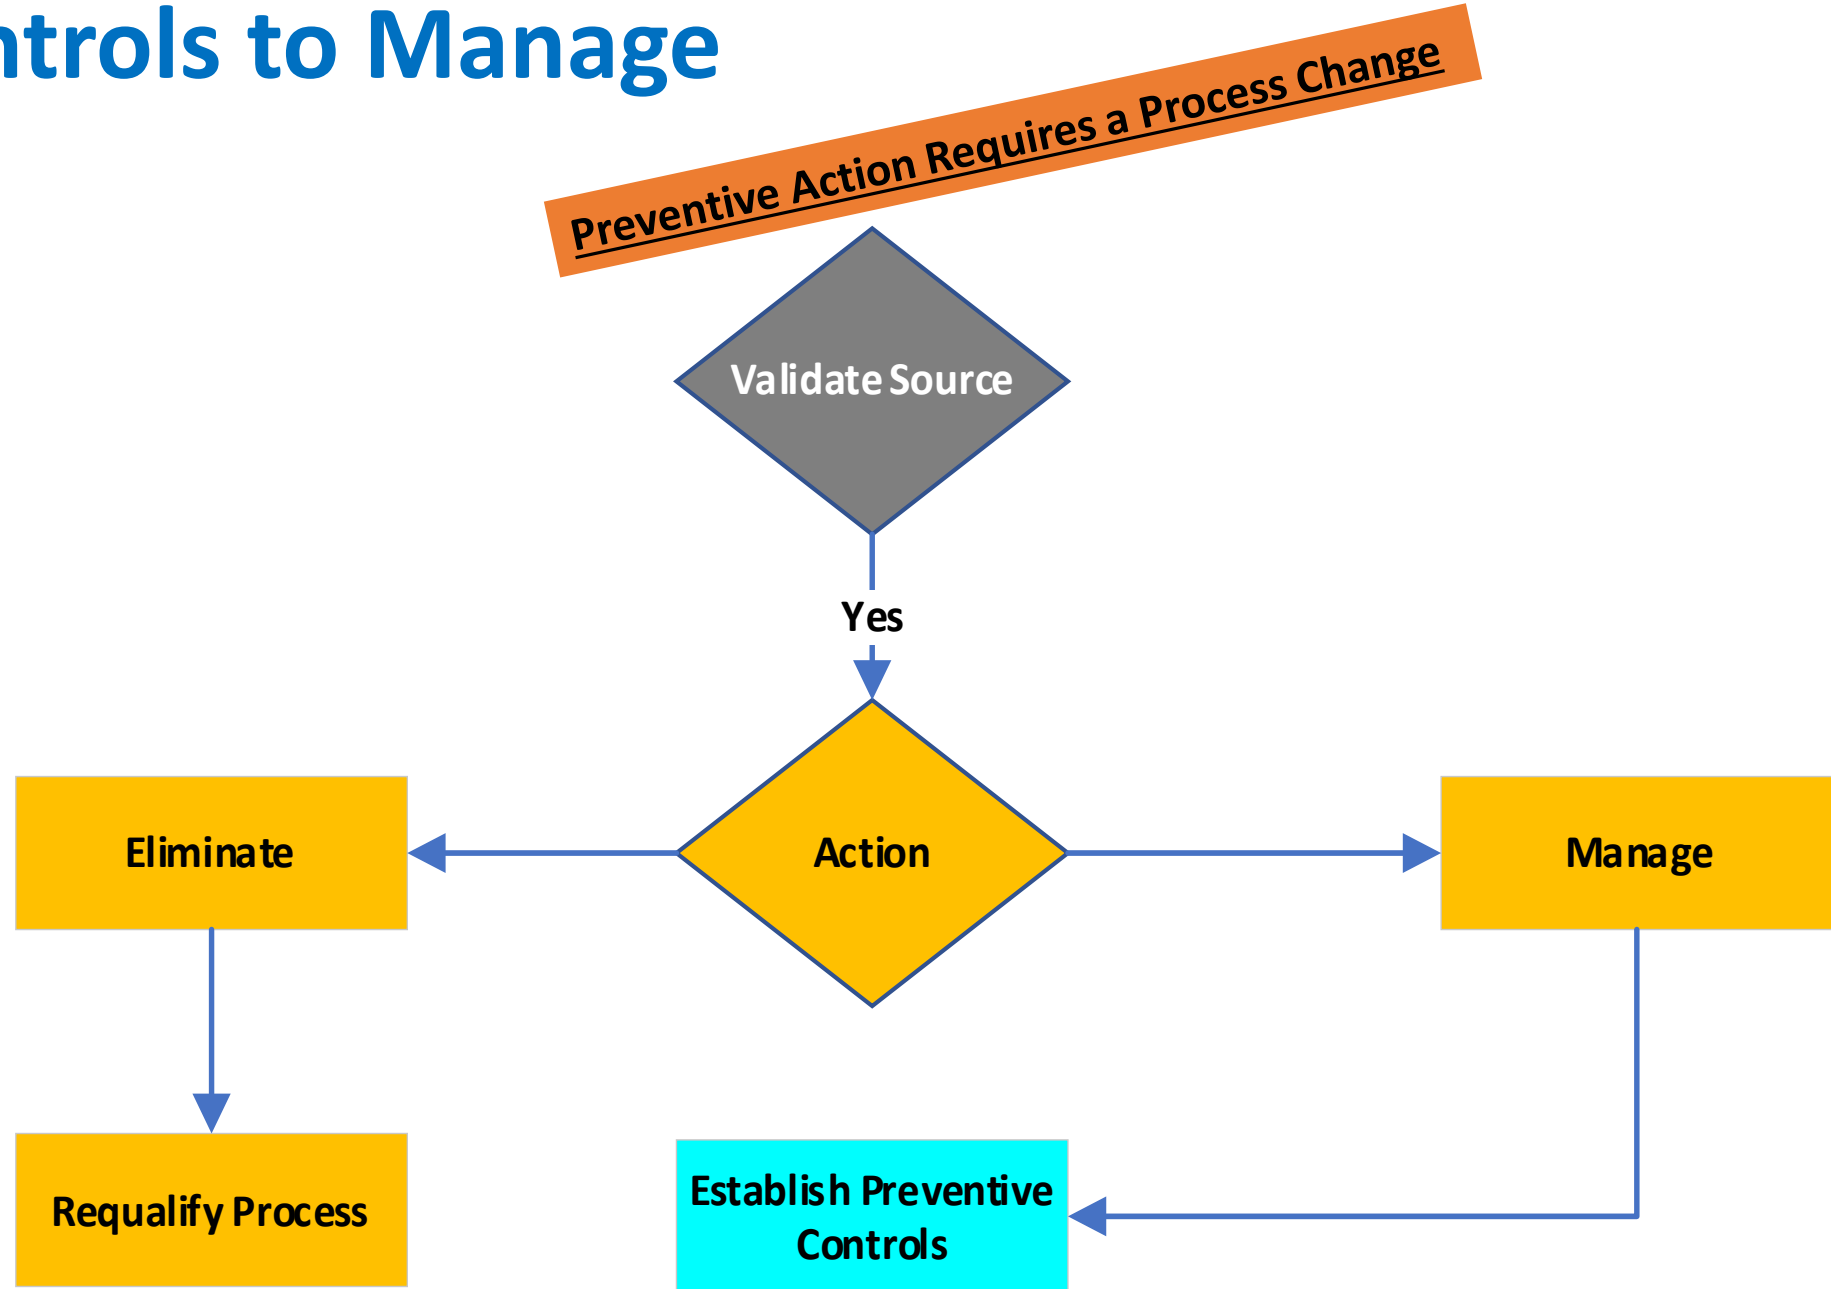 ntrols to Manage
Preventive Action Requires a Process Change
Validate Source
Yes
Eliminate
Action
Manage
Requalify Process
Establish Preventive
Controls